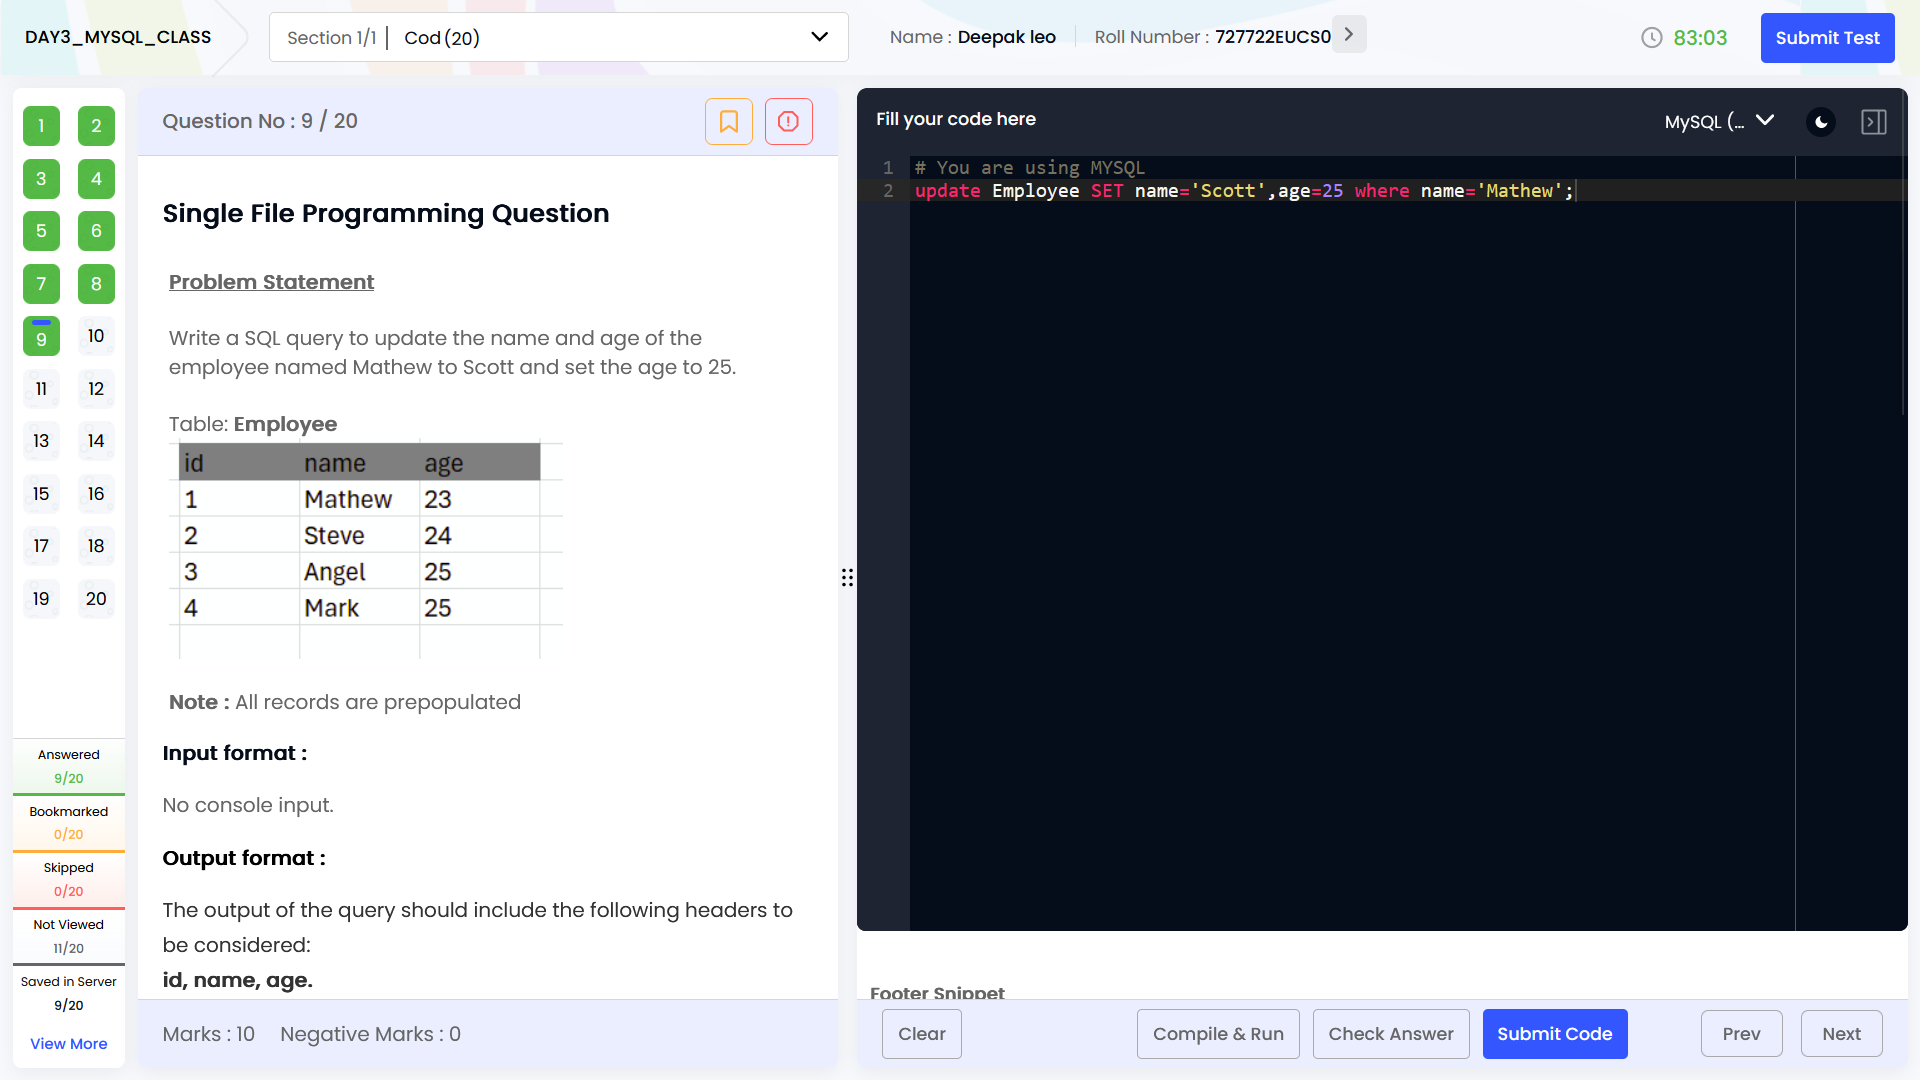 DAY3_MYSQL_CLASS
Section 1/1 | Cod (20)
Name : Deepak leo
Roll Number : 727722EUCS0
83:03
Submit Test
1 2
3 4
5 6
7 8
9 10
11 12
13 14
15 16
17 18
19 20
Answered
9/20
Bookmarked
0/20
Skipped
0/20
Not Viewed
11/20
Saved in Server
9/20
View More
Question No : 9 / 20
Single File Programming Question
Problem Statement
Write a SQL query to update the name and age of the
employee named Mathew to Scott and set the age to 25.
Table: Employee
id name age
1 Mathew 23
2 Steve 24
3 Angel 25
4 Mark 25
Note : All records are prepopulated
Input format :
No console input.
Output format :
The output of the query should include the following headers to
be considered:
id, name, age.
Marks : 10 Negative Marks : 0
Fill your code here
MySQL (...
1 # You are using MYSQL
2 update Employee SET name='Scott',age=25 where name='Mathew';
Footer Snippet
Clear
Compile & Run
Check Answer
Submit Code
Prev
Next